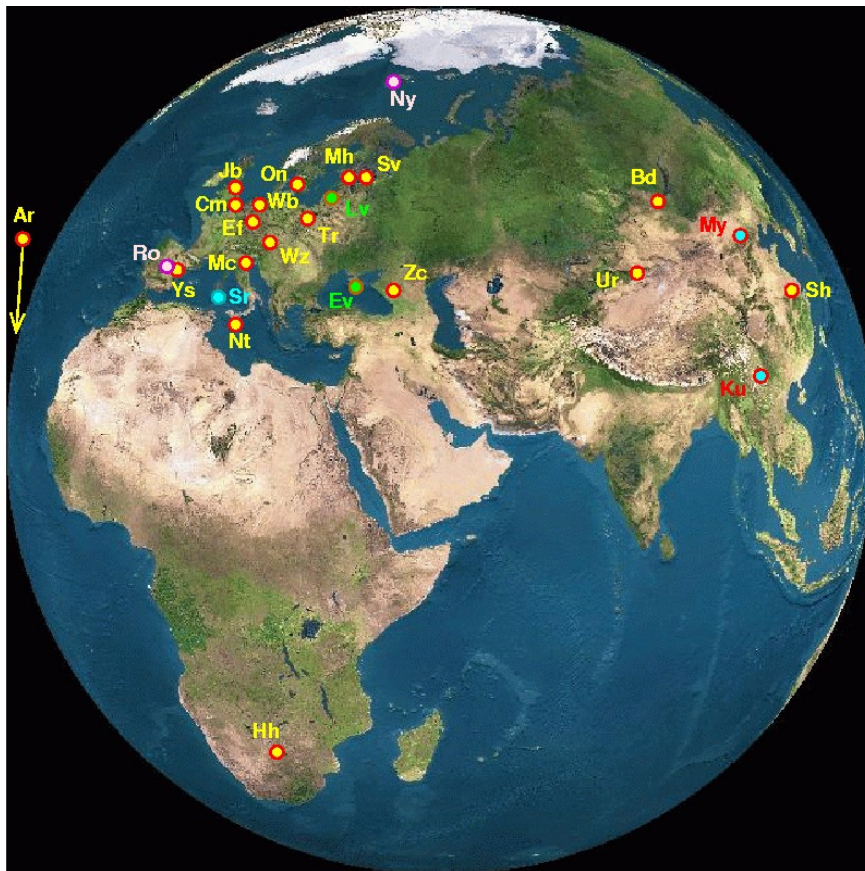 Ny
Mh Sv
On
Jb
Bd
Cm Wb Lv
Ar
Ef Tr
My
Wz
Ro
Mc
Ys Sr Ev Zc Ur Sh
Nt
Ku
Hh